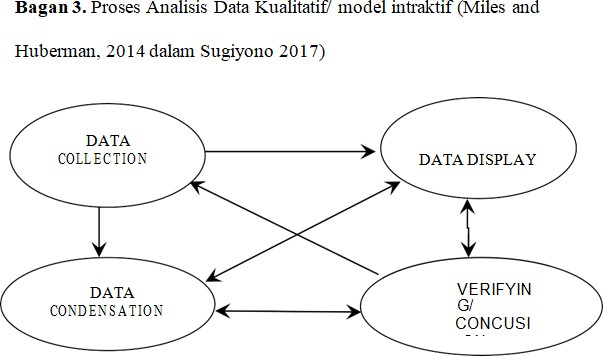 Bagan 3. Proses Analisis Data Kualitatif/ model intraktif (Miles and
Huberman, 2014 dalam Sugiyono 2017)
DATA
COLLECTION
DATA DISPLAY
DATA
CONDENSATION
VERIFYIN
G/
CONCUSI